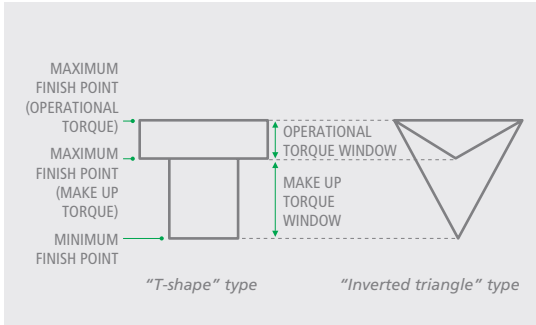 MAXIMUM
FINISH POINT
(OPERATIONAL
TORQUE)
MAXIMUM
FINISH POINT
(MAKE UP
TORQUE)
MINIMUM
FINISH POINT
OPERATIONAL
TORQUE WINDOW
MAKE UP
TORQUE
WINDOW
“T-shape” type
“Inverted triangle” type